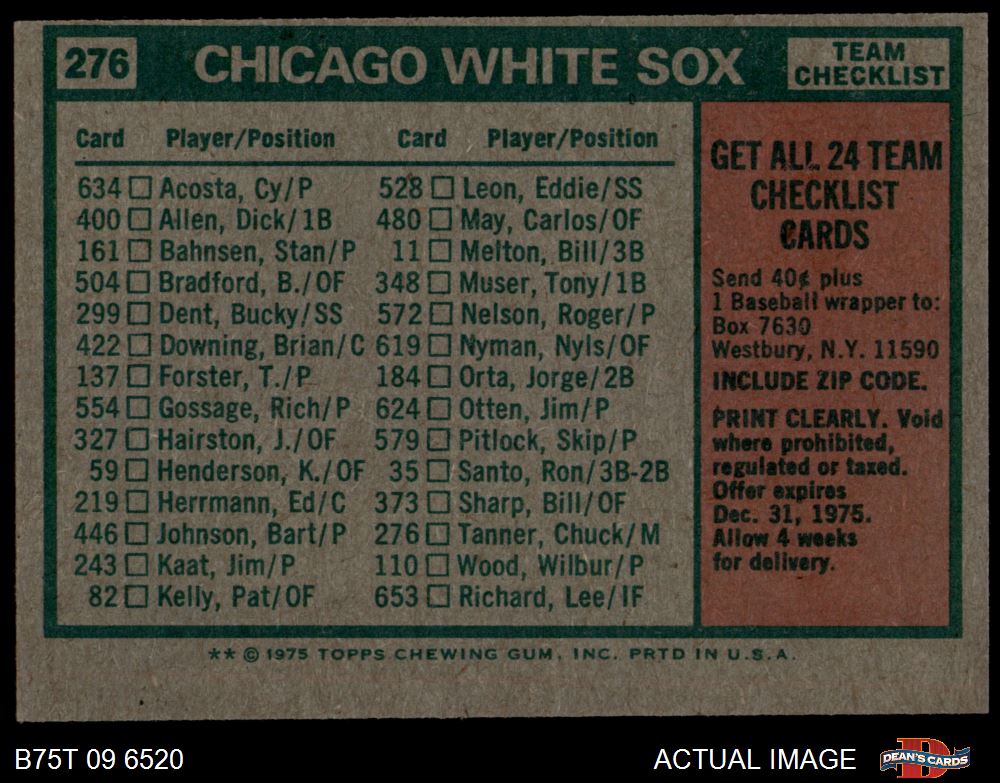 276
CHICAGO WHITE SOX
TEAM
CHECKLIST
Card Player/Position Card Player/Position
634 Acosta, Cy/P 528 Leon, Eddie/SS
400 Allen, Dick/1B 480 May, Carlos/OF
161 Bahnsen, Stan/P 11 Melton, Bill/3B
504 Bradford, B./OF 348 Muser, Tony/1B
299 Dent, Bucky/SS 572 Nelson, Roger/P
422 Downing, Brian/C 619 Nyman, Nyls/OF
137 Forster, T./P 184 Orta, Jorge/2B
554 Gossage, Rich/P 624 Otten, Jim/P
327 Hairston, J./OF 579 Pitlock, Skip/P
59 Henderson, K./OF 35 Santo, Ron/3B-2B
219 Herrmann, Ed/C 373 Sharp, Bill/OF
446 Johnson, Bart/P 276 Tanner, Chuck/M
243 Kaat, Jim/P 110 Wood, Wilbur/P
82 Kelly, Pat/OF 653 Richard, Lee/IF
GET ALL 24 TEAM
CHECKLIST
CARDS
Send 40¢ plus
1 Baseball wrapper to:
Box 7630
Westbury, N.Y. 11590
INCLUDE ZIP CODE.
PRINT CLEARLY. Void
where prohibited,
regulated or taxed.
Offer expires
Dec. 31, 1975.
Allow 4 weeks
for delivery.
** © 1975 TOPPS CHEWING GUM, INC. PRTD IN U.S.A.
B75T 09 6520
ACTUAL IMAGE
D
DEAN'S CARDS